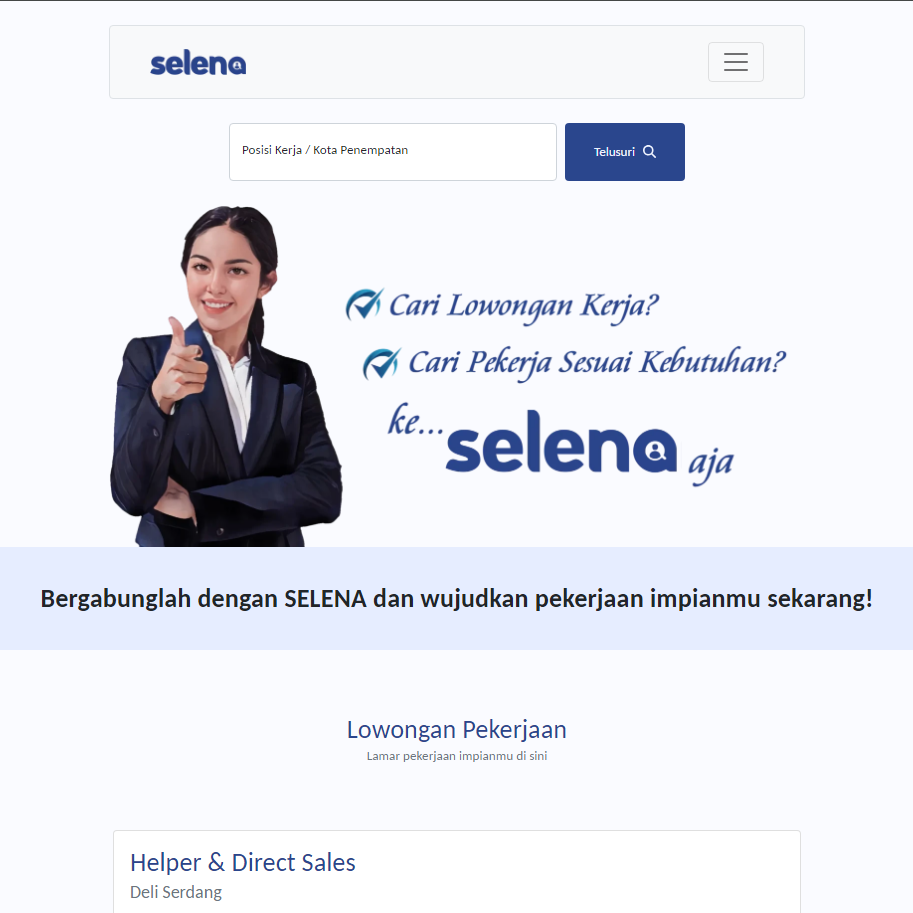 selena
Posisi Kerja / Kota Penempatan
Telusuri
Cari Lowongan Kerja?
Cari Pekerja Sesuai Kebutuhan?
ke... selena aja
Bergabunglah dengan SELENA dan wujudkan pekerjaan impianmu sekarang!
Lowongan Pekerjaan
Lamar pekerjaan impianmu di sini
Helper & Direct Sales
Deli Serdang